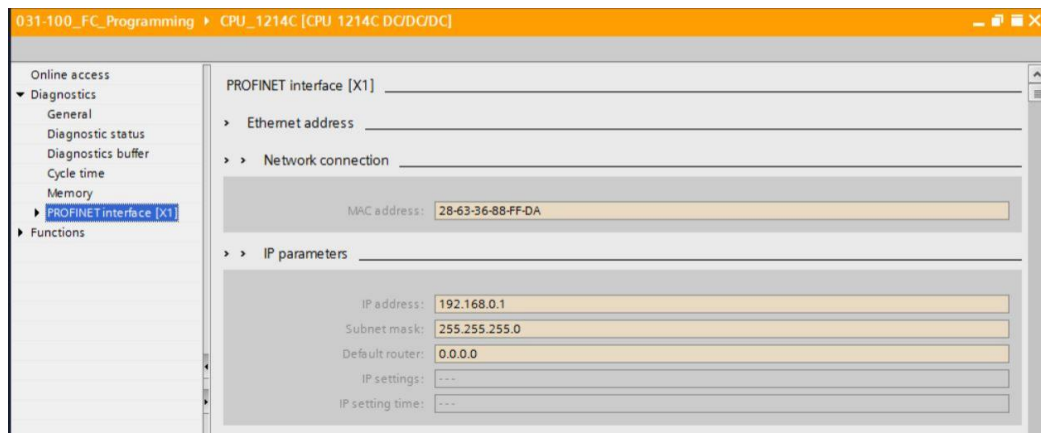 031-100_FC_Programming ▸ CPU_1214C [CPU 1214C DC/DC/DC]
Online access
Diagnostics
General
Diagnostic status
Diagnostics buffer
Cycle time
Memory
PROFINET interface [X1]
Functions
PROFINET interface [X1]
Ethernet address
Network connection
MAC address: 28-63-36-88-FF-DA
IP parameters
IP address: 192.168.0.1
Subnet mask: 255.255.255.0
Default router: 0.0.0.0
IP settings: ---
IP setting time: ---